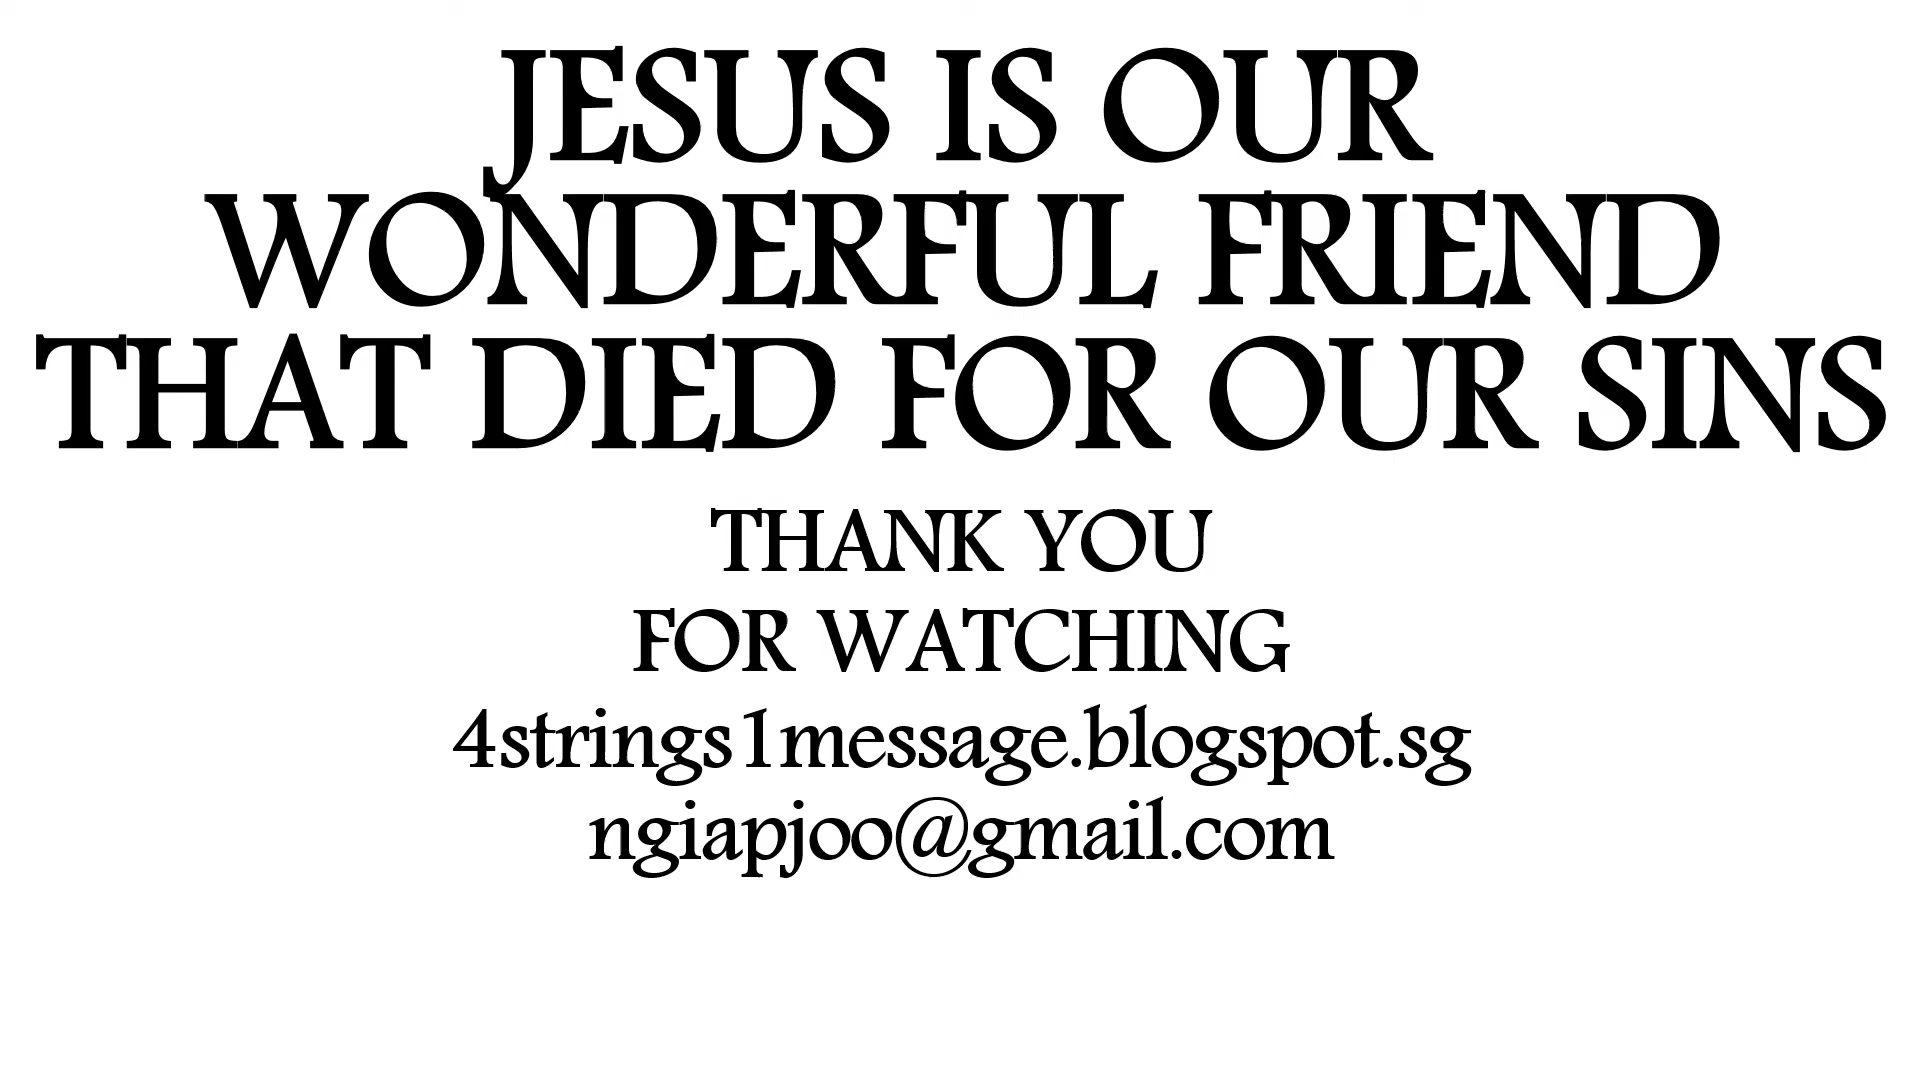 JESUS IS OUR
WONDERFUL FRIEND
THAT DIED FOR OUR SINS
THANK YOU
FOR WATCHING
4strings1message.blogspot.sg
ngiapjoo@gmail.com